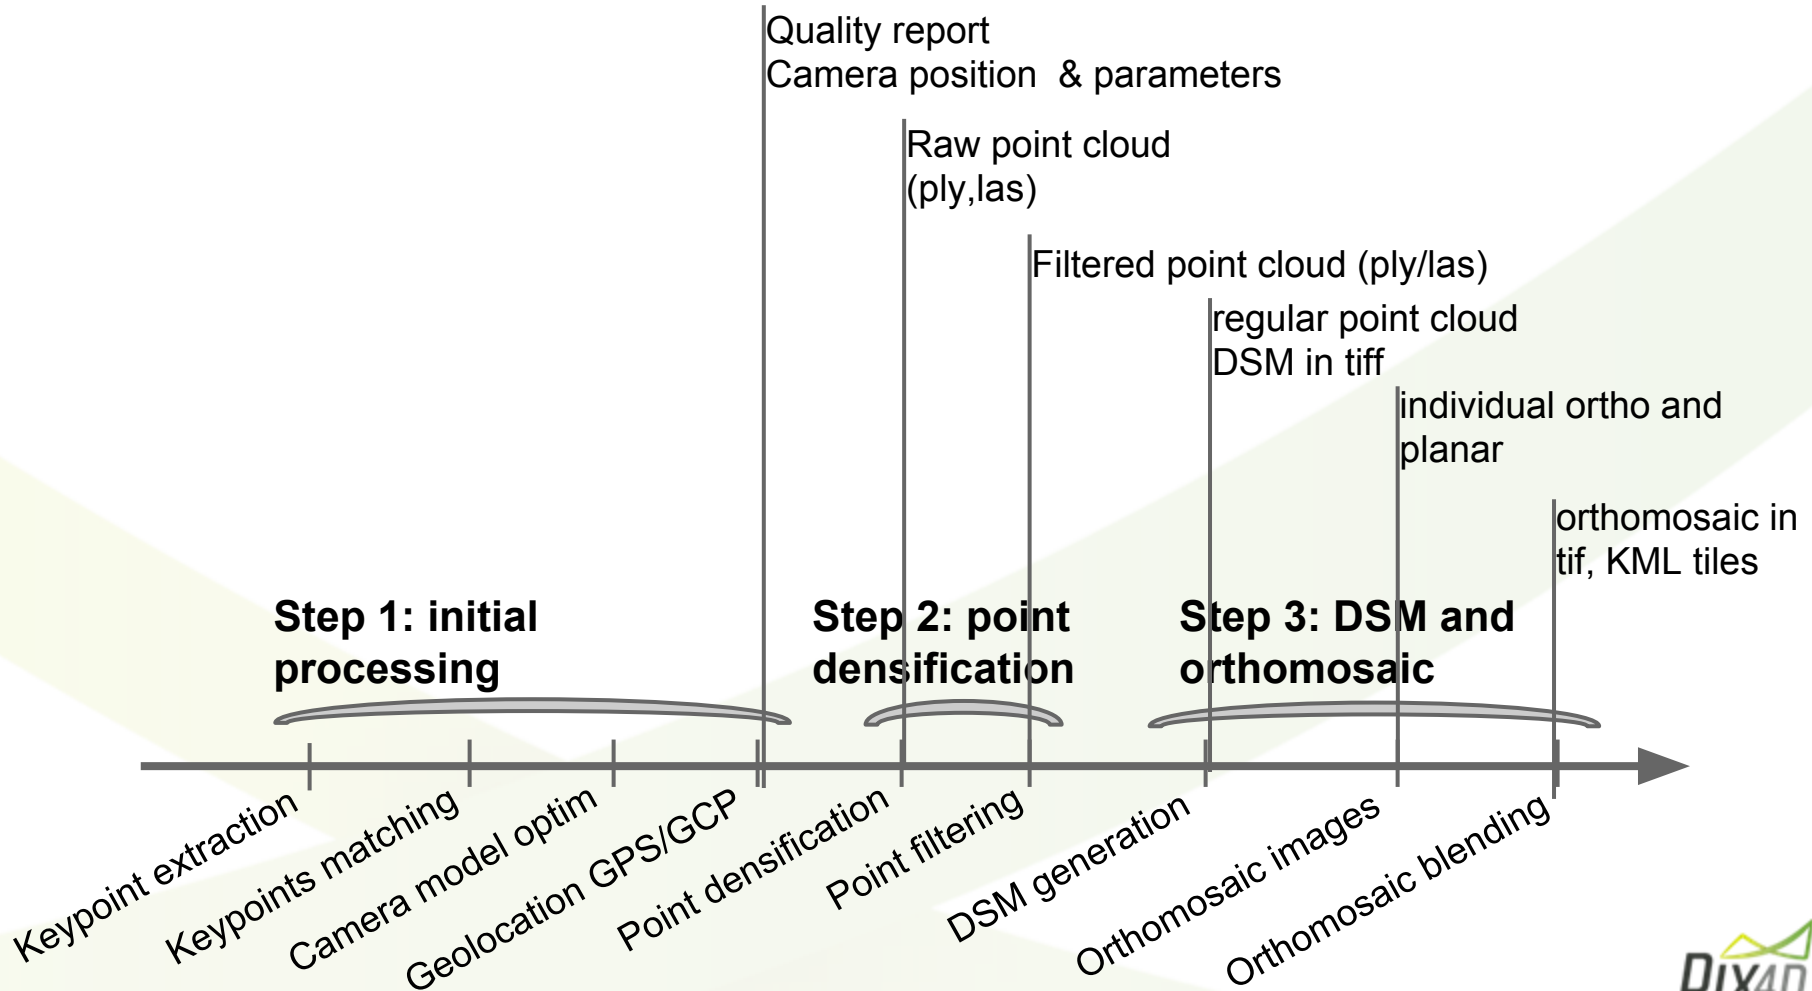 Quality report
Camera position & parameters
Raw point cloud
(ply,las)
Filtered point cloud (ply/las)
regular point cloud
DSM in tiff
individual ortho and
planar
orthomosaic in
tif, KML tiles
Step 1: initial
processing
Step 2: point
densification
Step 3: DSM and
orthomosaic
Keypoint extraction
Keypoints matching
Camera model optim
Geolocation GPS/GCP
Point densification
Point filtering
DSM generation
Orthomosaic images
Orthomosaic blending
PIX4D